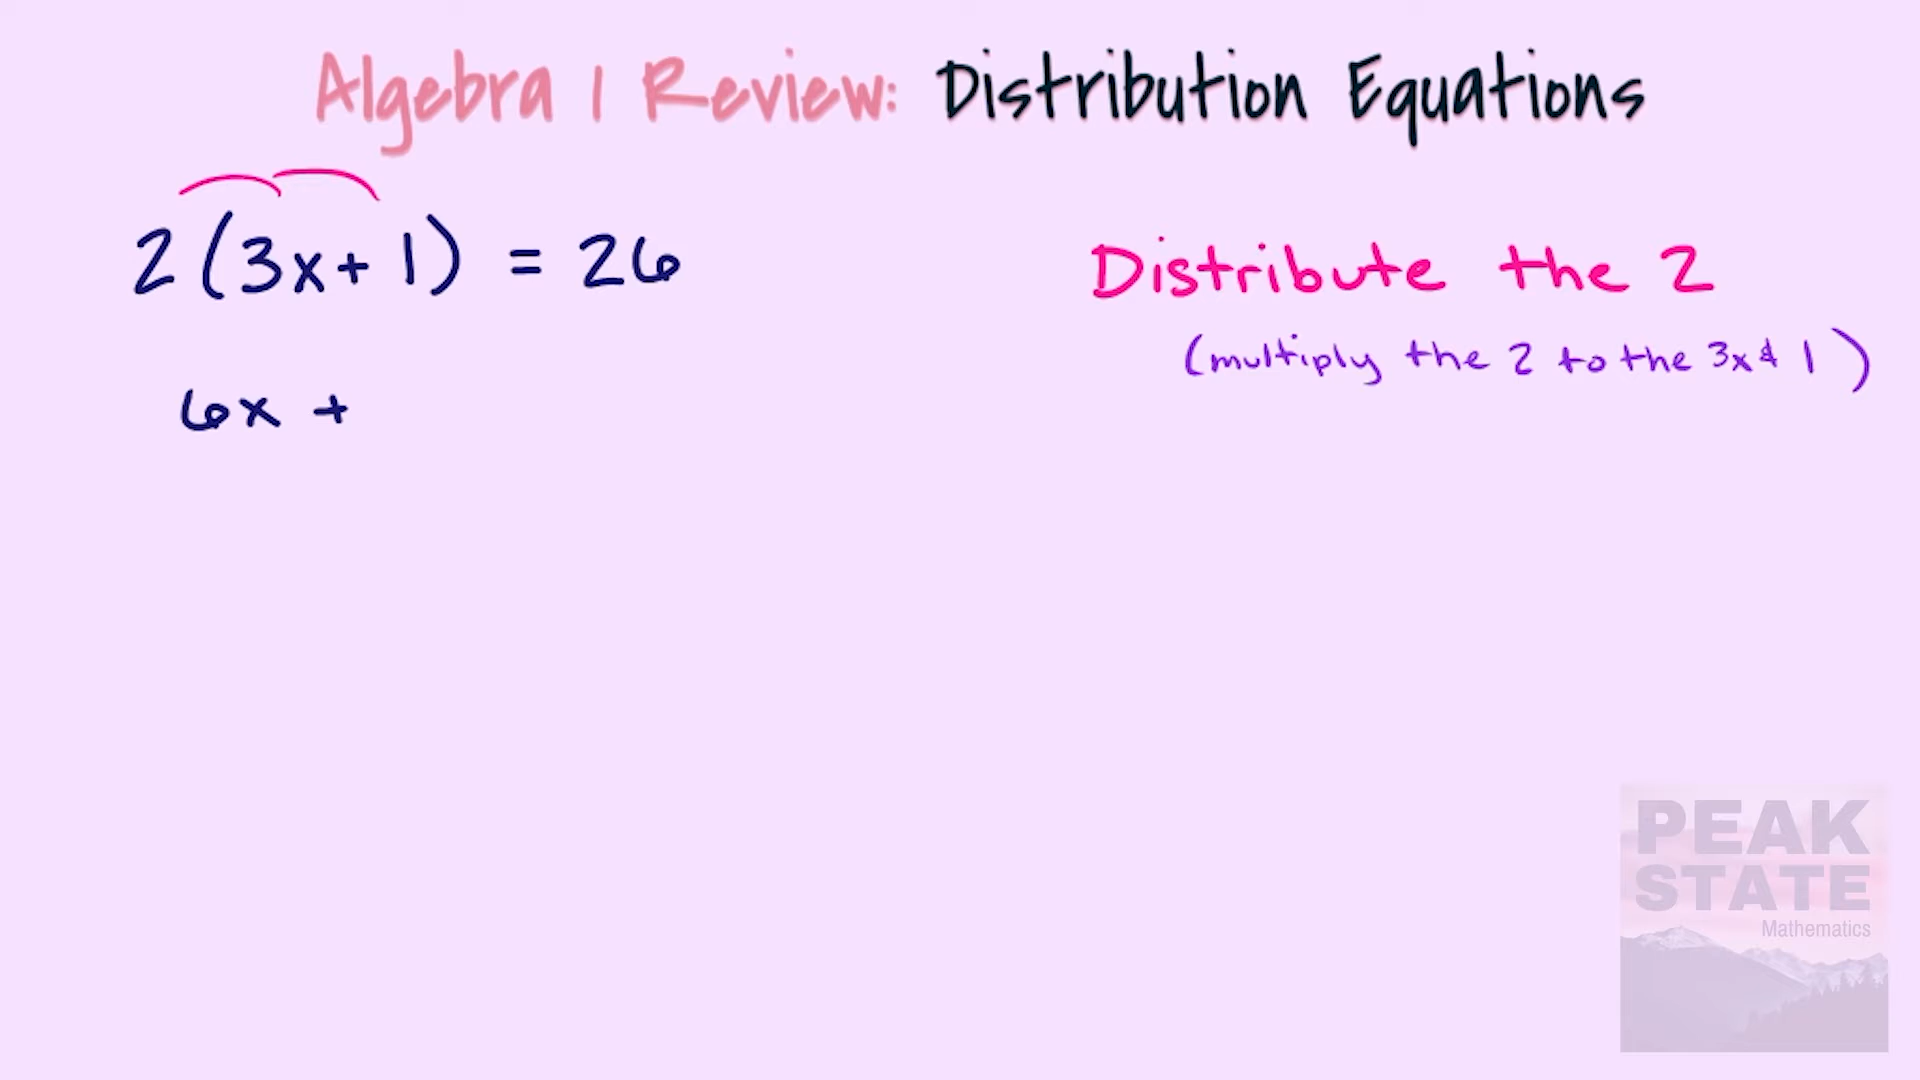 Algebra 1 Review: Distribution Equations
2(3x+1) = 26
Distribute the 2
(multiply the 2 to the 3x & 1)
6x +
PEAK
STATE
Mathematics